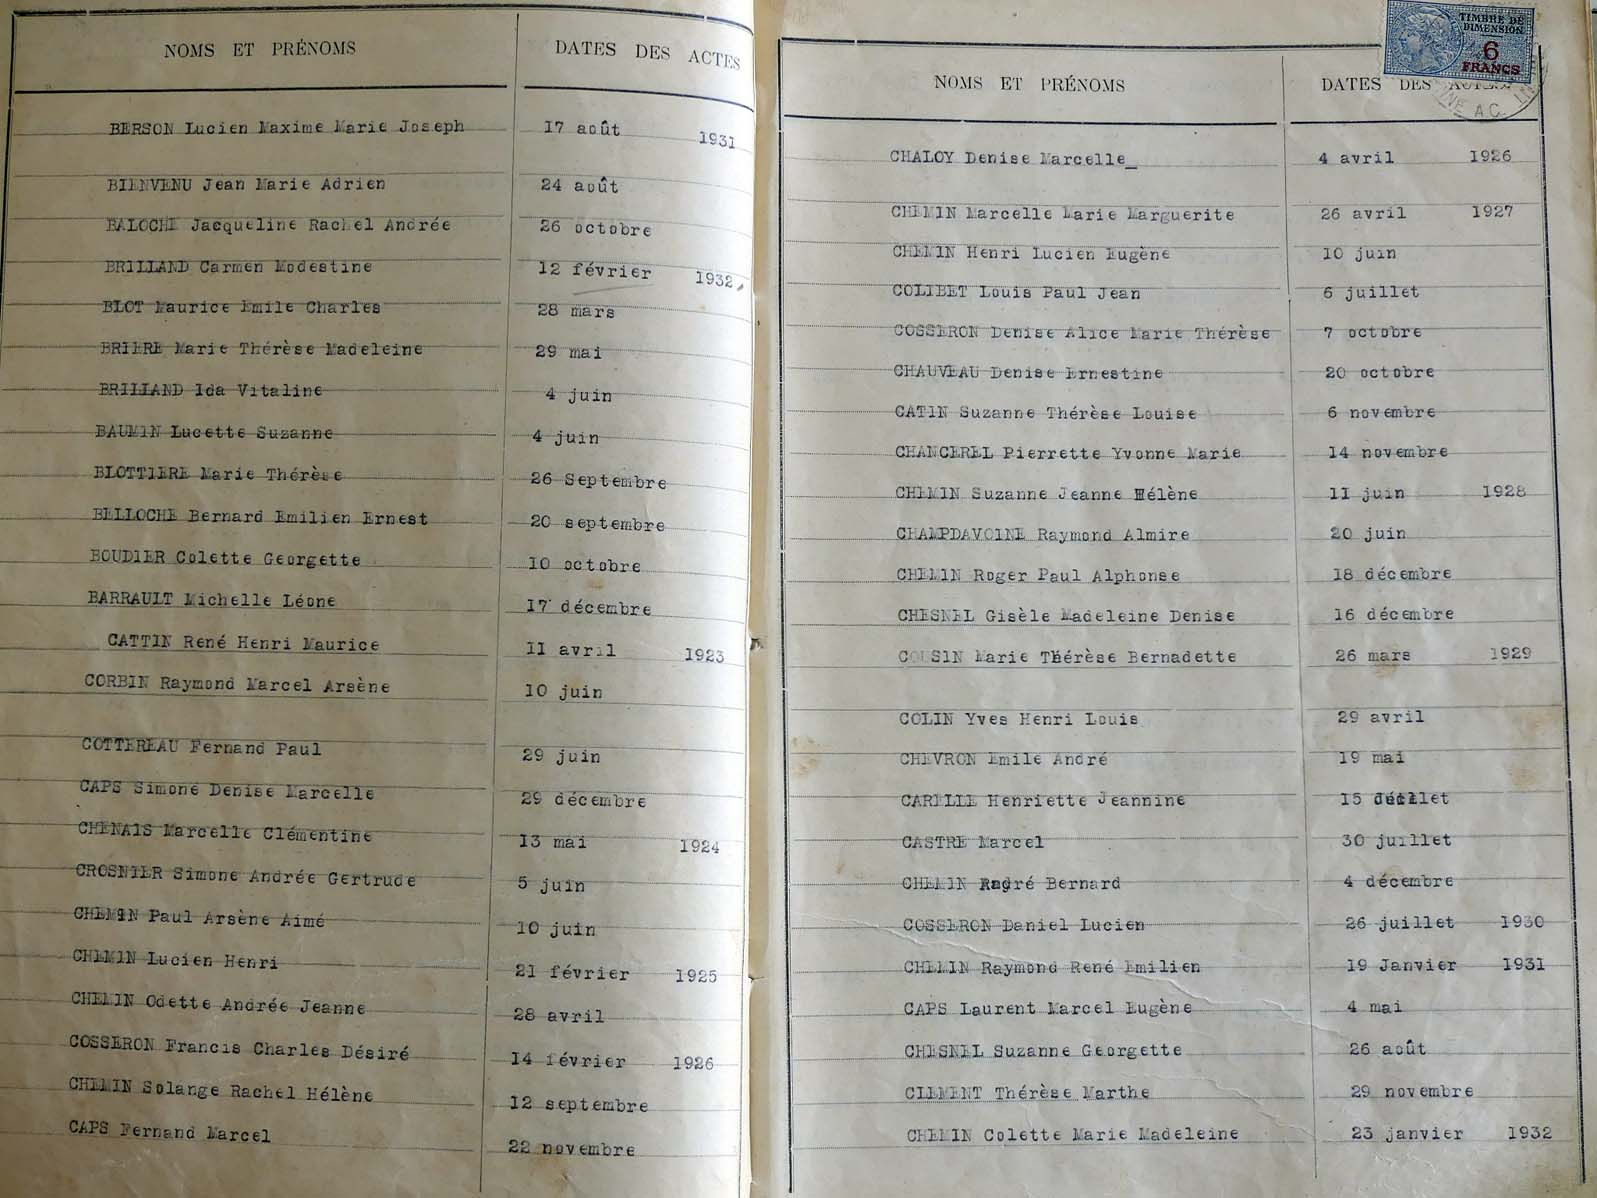 NOMS ET PRÉNOMS DATES DES ACTES
BERSON Lucien Maxime Marie Joseph 17 août 1931
BIENVENU Jean Marie Adrien 24 août
BALOCHE Jacqueline Rachel Andrée 26 octobre
BRILLAND Carmen Modestine 12 février 1932
BLOT Maurice Emile Charles 28 mars
BRIERE Marie Thérèse Madeleine 29 mai
BRILLAND Ida Vitaline 4 juin
BAUMIN Lucette Suzanne 4 juin
BLOTTIERE Marie Thérèse 26 Septembre
BELLOCHE Bernard Emilien Ernest 20 septembre
BOUDIER Colette Georgette 10 octobre
BARRAULT Michelle Léone 17 décembre
CATTIN René Henri Maurice 11 avril 1923
CORBIN Raymond Marcel Arsène 10 juin
COTTEREAU Fernand Paul 29 juin
CAPS Simone Denise Marcelle 29 décembre
CHENAIS Marcelle Clémentine 13 mai 1924
CROSNIER Simone Andrée Gertrude 5 juin
CHEMIN Paul Arsène Aimé 10 juin
CHEMIN Lucien Henri 21 février 1925
CHEMIN Odette Andrée Jeanne 28 avril
COSSERON Francis Charles Désiré 14 février 1926
CHEMIN Solange Rachel Hélène 12 septembre
CAPS Fernand Marcel 22 novembre
TIMBRE DE
DIMENSION
6
FRANCS
NOMS ET PRÉNOMS DATES DES
A.C.
CHALOY Denise Marcelle_ 4 avril 1926
CHEMIN Marcelle Marie Marguerite 26 avril 1927
CHEMIN Henri Lucien Eugène 10 juin
COLIBET Louis Paul Jean 6 juillet
COSSERON Denise Alice Marie Thérèse 7 octobre
CHAUVEAU Denise Ernestine 20 octobre
CATIN Suzanne Thérèse Louise 6 novembre
CHANCEREL Pierrette Yvonne Marie 14 novembre
CHEMIN Suzanne Jeanne Hélène 11 juin 1928
CHAMPDAVOINE Raymond Almire 20 juin
CHEMIN Roger Paul Alphonse 18 décembre
CHESNEL Gisèle Madeleine Denise 16 décembre
COUSIN Marie Thérèse Bernadette 26 mars 1929
COLIN Yves Henri Louis 29 avril
CHEVRON Emile André 19 mai
CARELLE Henriette Jeannine 15
CASTRE Marcel 30 juillet
CHEMIN André Bernard 4 décembre
COSSERON Daniel Lucien 26 juillet 1930
CHEMIN Raymond René Emilien 19 Janvier 1931
CAPS Laurent Marcel Eugène 4 mai
CHESNEL Suzanne Georgette 26 août
CLEMENT Thérèse Marthe 29 novembre
CHEMIN Colette Marie Madeleine 23 janvier 1932